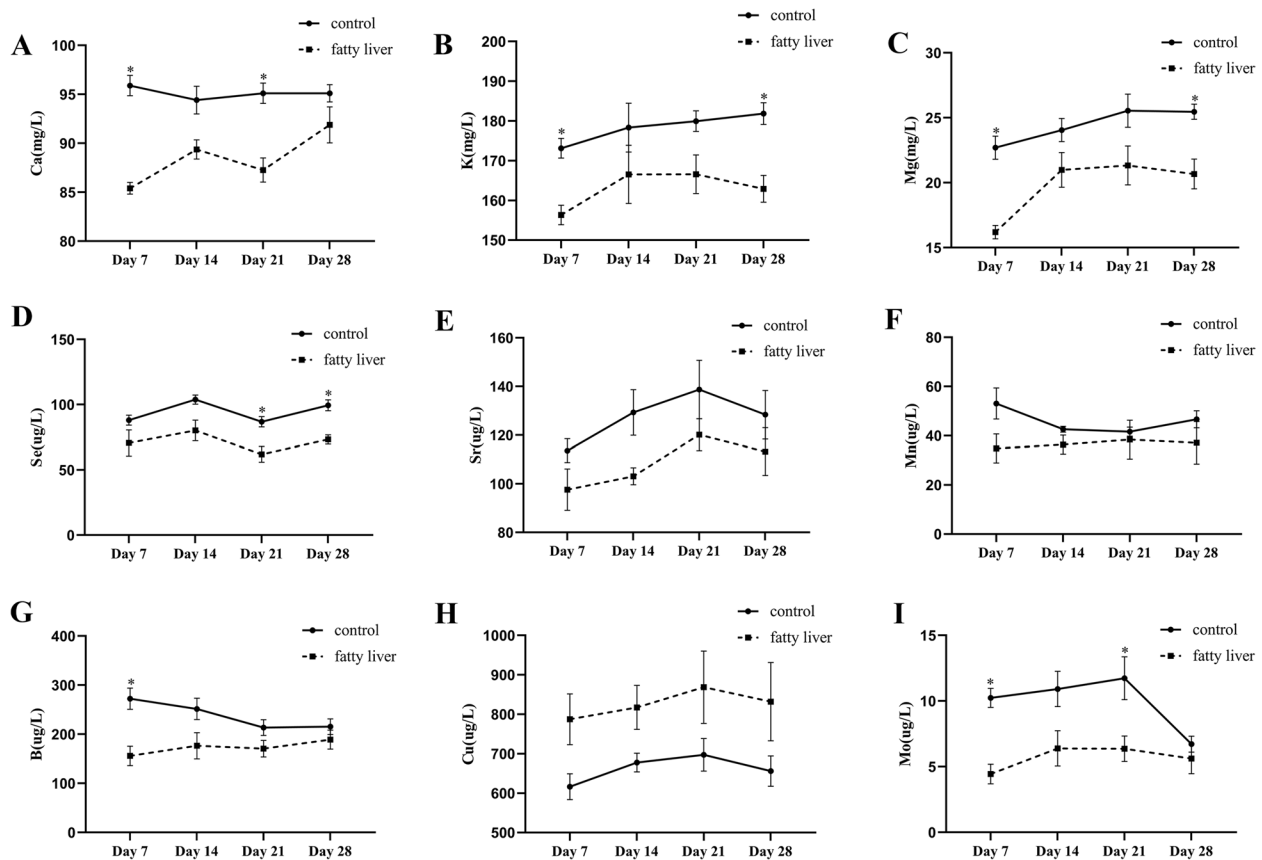 A
control
fatty liver
Ca(mg/L)
100
95
90
85
80
*
*
Day 7 Day 14 Day 21 Day 28
B
control
fatty liver
K(mg/L)
200
190
180
170
160
150
*
*
Day 7 Day 14 Day 21 Day 28
C
control
fatty liver
Mg(mg/L)
30
25
20
15
*
*
Day 7 Day 14 Day 21 Day 28
D
control
fatty liver
Se(ug/L)
150
100
50
0
*
*
Day 7 Day 14 Day 21 Day 28
E
control
fatty liver
Sr(ug/L)
160
140
120
100
80
Day 7 Day 14 Day 21 Day 28
F
control
fatty liver
Mn(ug/L)
80
60
40
20
0
Day 7 Day 14 Day 21 Day 28
G
control
fatty liver
B(ug/L)
400
300
200
100
0
*
Day 7 Day 14 Day 21 Day 28
H
control
fatty liver
Cu(ug/L)
1000
900
800
700
600
500
Day 7 Day 14 Day 21 Day 28
I
control
fatty liver
Mo(ug/L)
15
10
5
0
*
*
Day 7 Day 14 Day 21 Day 28